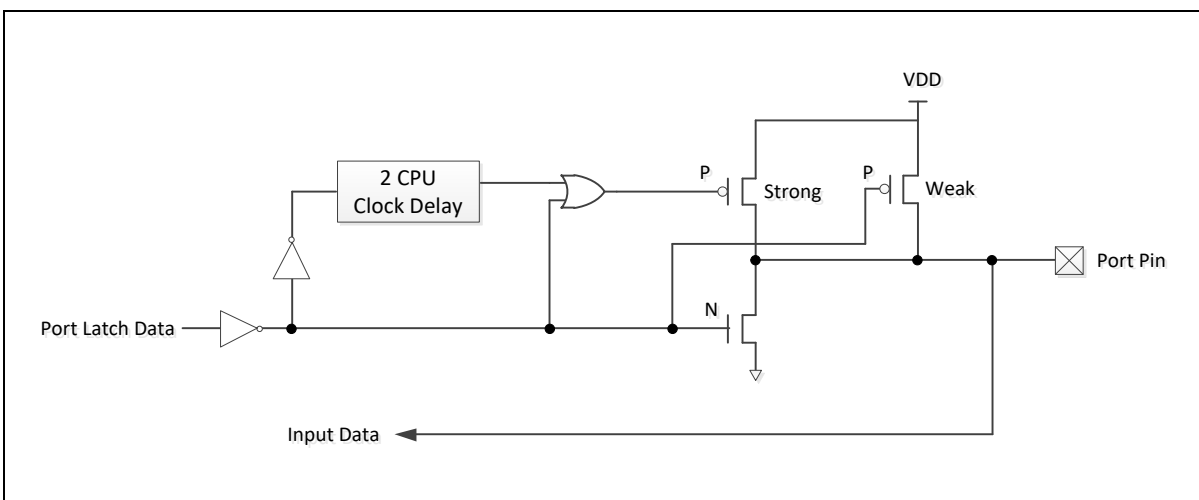 VDD
2 CPU
Clock Delay
P
Strong
P
Weak
Port Pin
N
Port Latch Data
Input Data